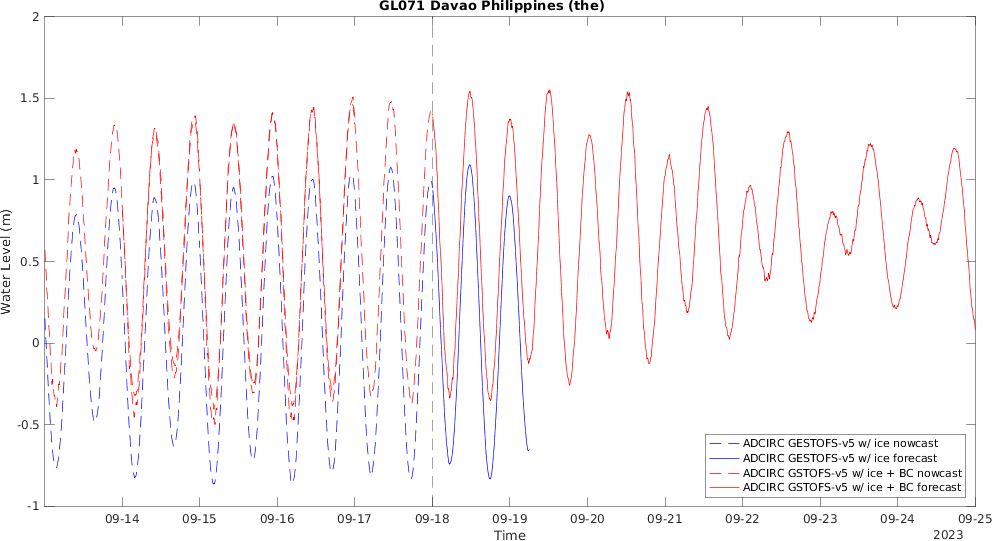 GL071 Davao Philippines (the)
2
1.5
1
0.5
0
-0.5
-1
Water Level (m)
ADCIRC GESTOFS-v5 w/ ice nowcast
ADCIRC GESTOFS-v5 w/ ice forecast
ADCIRC GSTOFS-v5 w/ ice + BC nowcast
ADCIRC GSTOFS-v5 w/ ice + BC forecast
09-14 09-15 09-16 09-17 09-18 09-19 09-20 09-21 09-22 09-23 09-24 09-25
Time
2023